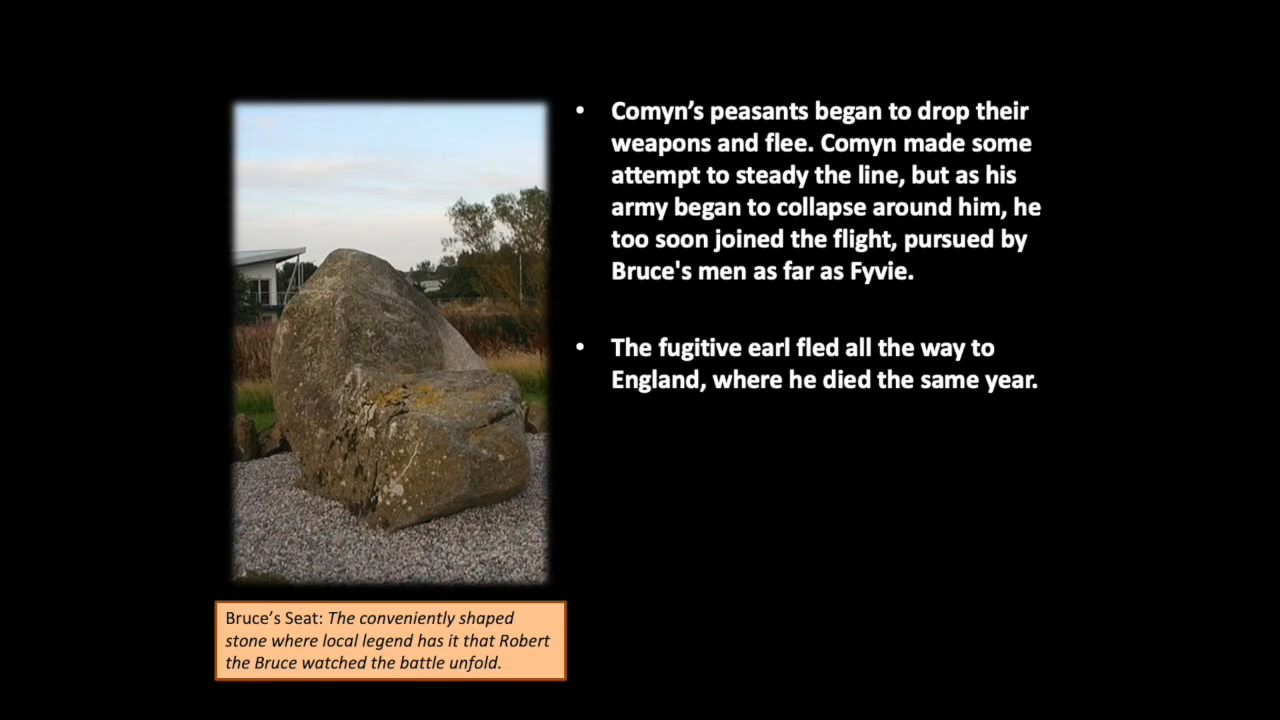 • Comyn’s peasants began to drop their
weapons and flee. Comyn made some
attempt to steady the line, but as his
army began to collapse around him, he
too soon joined the flight, pursued by
Bruce's men as far as Fyvie.
• The fugitive earl fled all the way to
England, where he died the same year.
Bruce’s Seat: The conveniently shaped
stone where local legend has it that Robert
the Bruce watched the battle unfold.